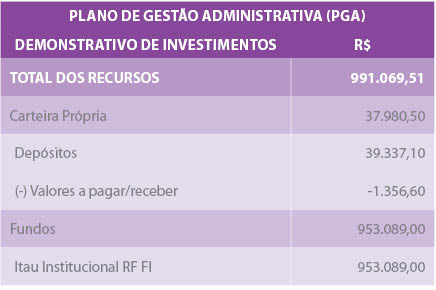 PLANO DE GESTÃO ADMINISTRATIVA (PGA)
DEMONSTRATIVO DE INVESTIMENTOS R$
TOTAL DOS RECURSOS 991.069,51
Carteira Própria 37.980,50
Depósitos 39.337,10
(-) Valores a pagar/receber -1.356,60
Fundos 953.089,00
Itau Institucional RF FI 953.089,00